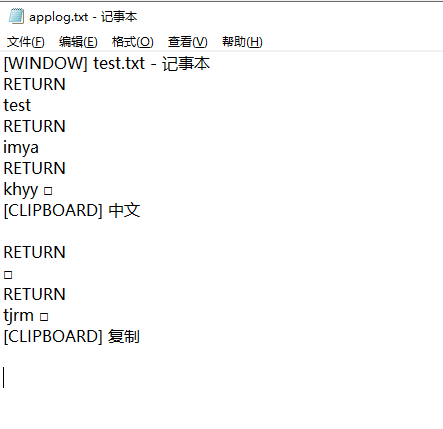 applog.txt - 记事本
文件(F) 编辑(E) 格式(O) 查看(V) 帮助(H)
[WINDOW] test.txt - 记事本
RETURN
test
RETURN
imya
RETURN
khyy □
[CLIPBOARD] 中文
RETURN
□
RETURN
tjrm □
[CLIPBOARD] 复制